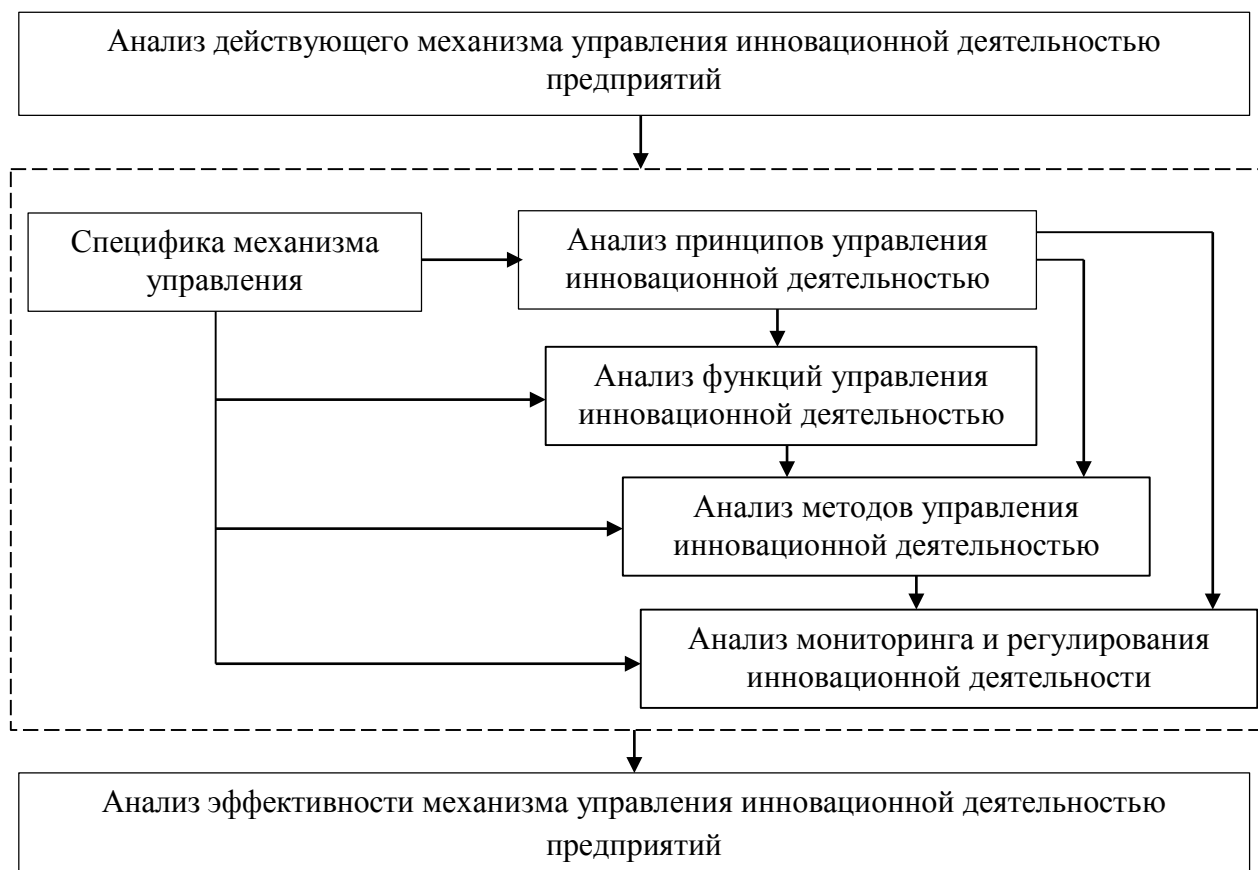 Анализ действующего механизма управления инновационной деятельностью
предприятий
Специфика механизма
управления
Анализ принципов управления
инновационной деятельностью
Анализ функций управления
инновационной деятельностью
Анализ методов управления
инновационной деятельностью
Анализ мониторинга и регулирования
инновационной деятельности
Анализ эффективности механизма управления инновационной деятельностью
предприятий